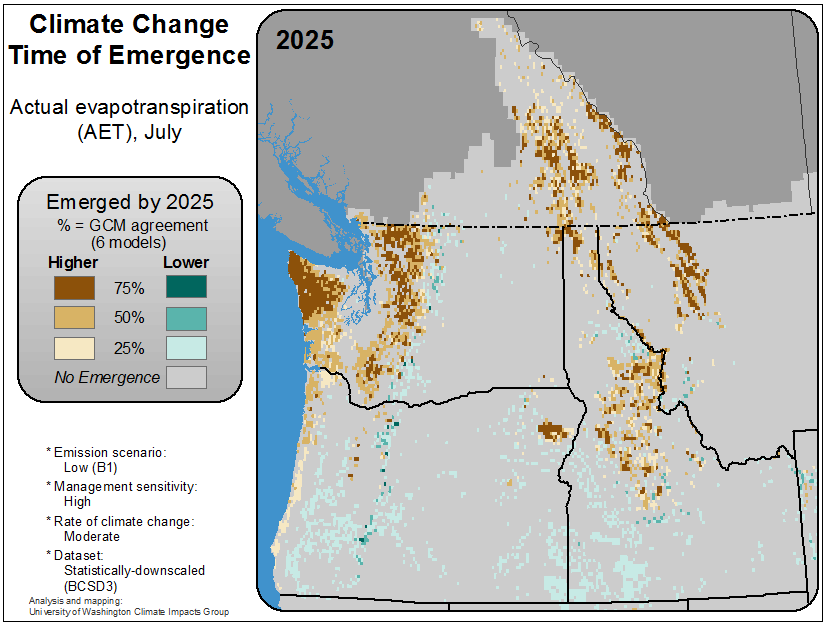 Climate Change
Time of Emergence
Actual evapotranspiration
(AET), July
Emerged by 2025
% = GCM agreement
(6 models)
Higher Lower
75%
50%
25%
No Emergence
* Emission scenario:
Low (B1)
* Management sensitivity:
High
* Rate of climate change:
Moderate
* Dataset:
Statistically-downscaled
(BCSD3)
Analysis and mapping:
University of Washington Climate Impacts Group
2025